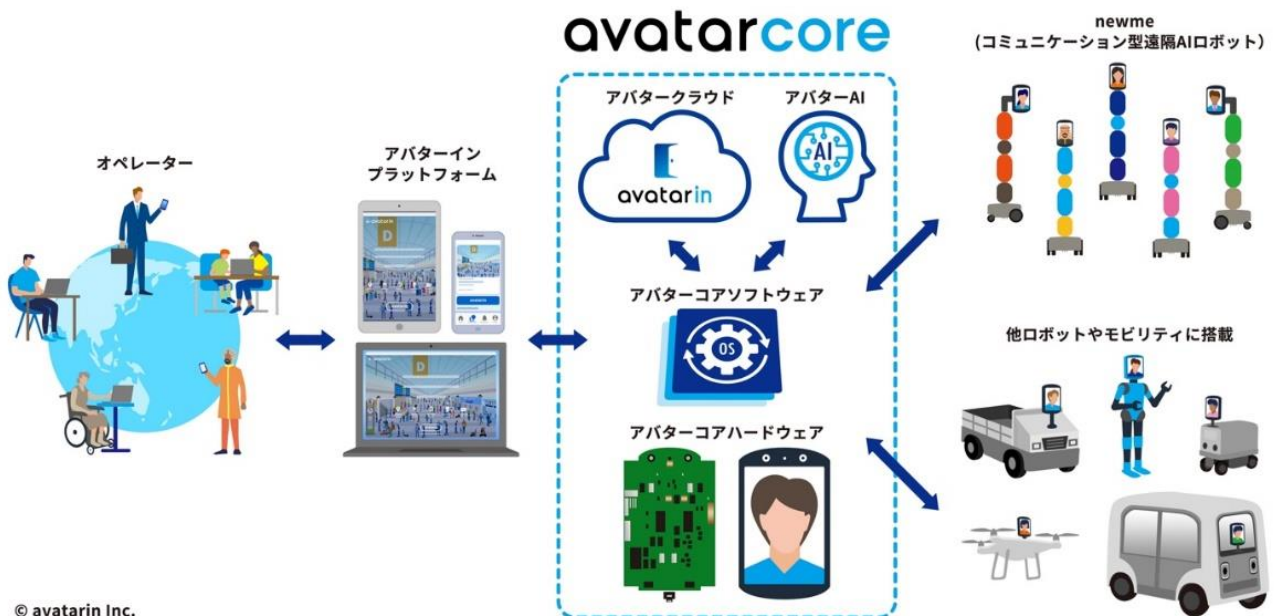 avatarcore
newme
(コミュニケーション型遠隔AIロボット)
アバタークラウド
アバターAI
AI
avatarin
オペレーター
アバターイン
プラットフォーム
D
D
アバターコアソフトウェア
OS
他ロボットやモビリティに搭載
アバターコアハードウェア
© avatarin Inc.